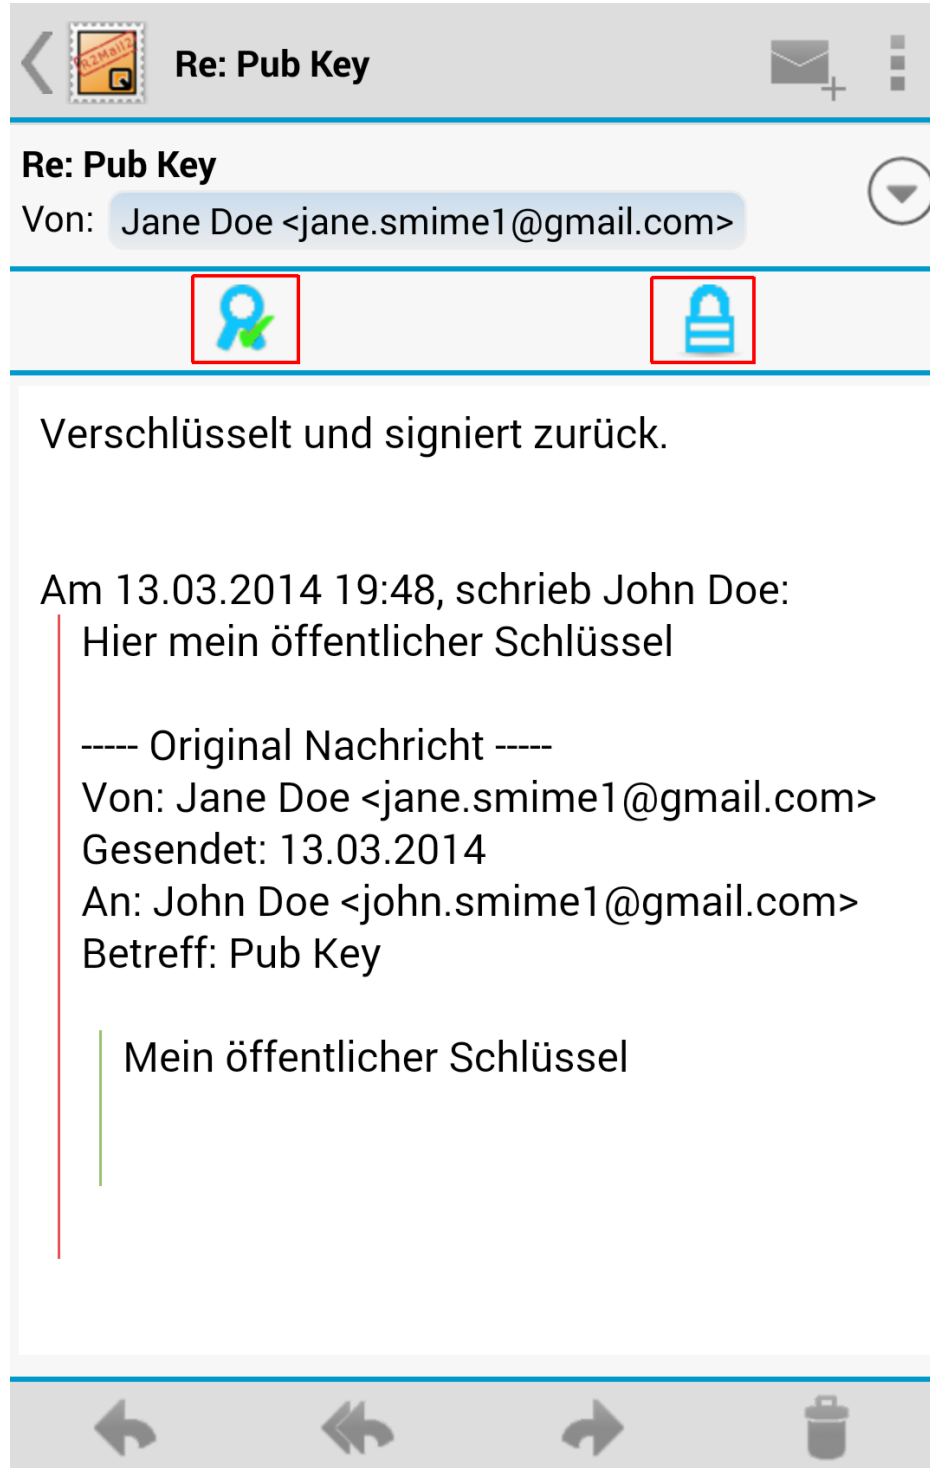 R2Mail2
Re: Pub Key
Re: Pub Key
Von: Jane Doe <jane.smime1@gmail.com>
Verschlüsselt und signiert zurück.
Am 13.03.2014 19:48, schrieb John Doe:
Hier mein öffentlicher Schlüssel
----- Original Nachricht -----
Von: Jane Doe <jane.smime1@gmail.com>
Gesendet: 13.03.2014
An: John Doe <john.smime1@gmail.com>
Betreff: Pub Key
Mein öffentlicher Schlüssel